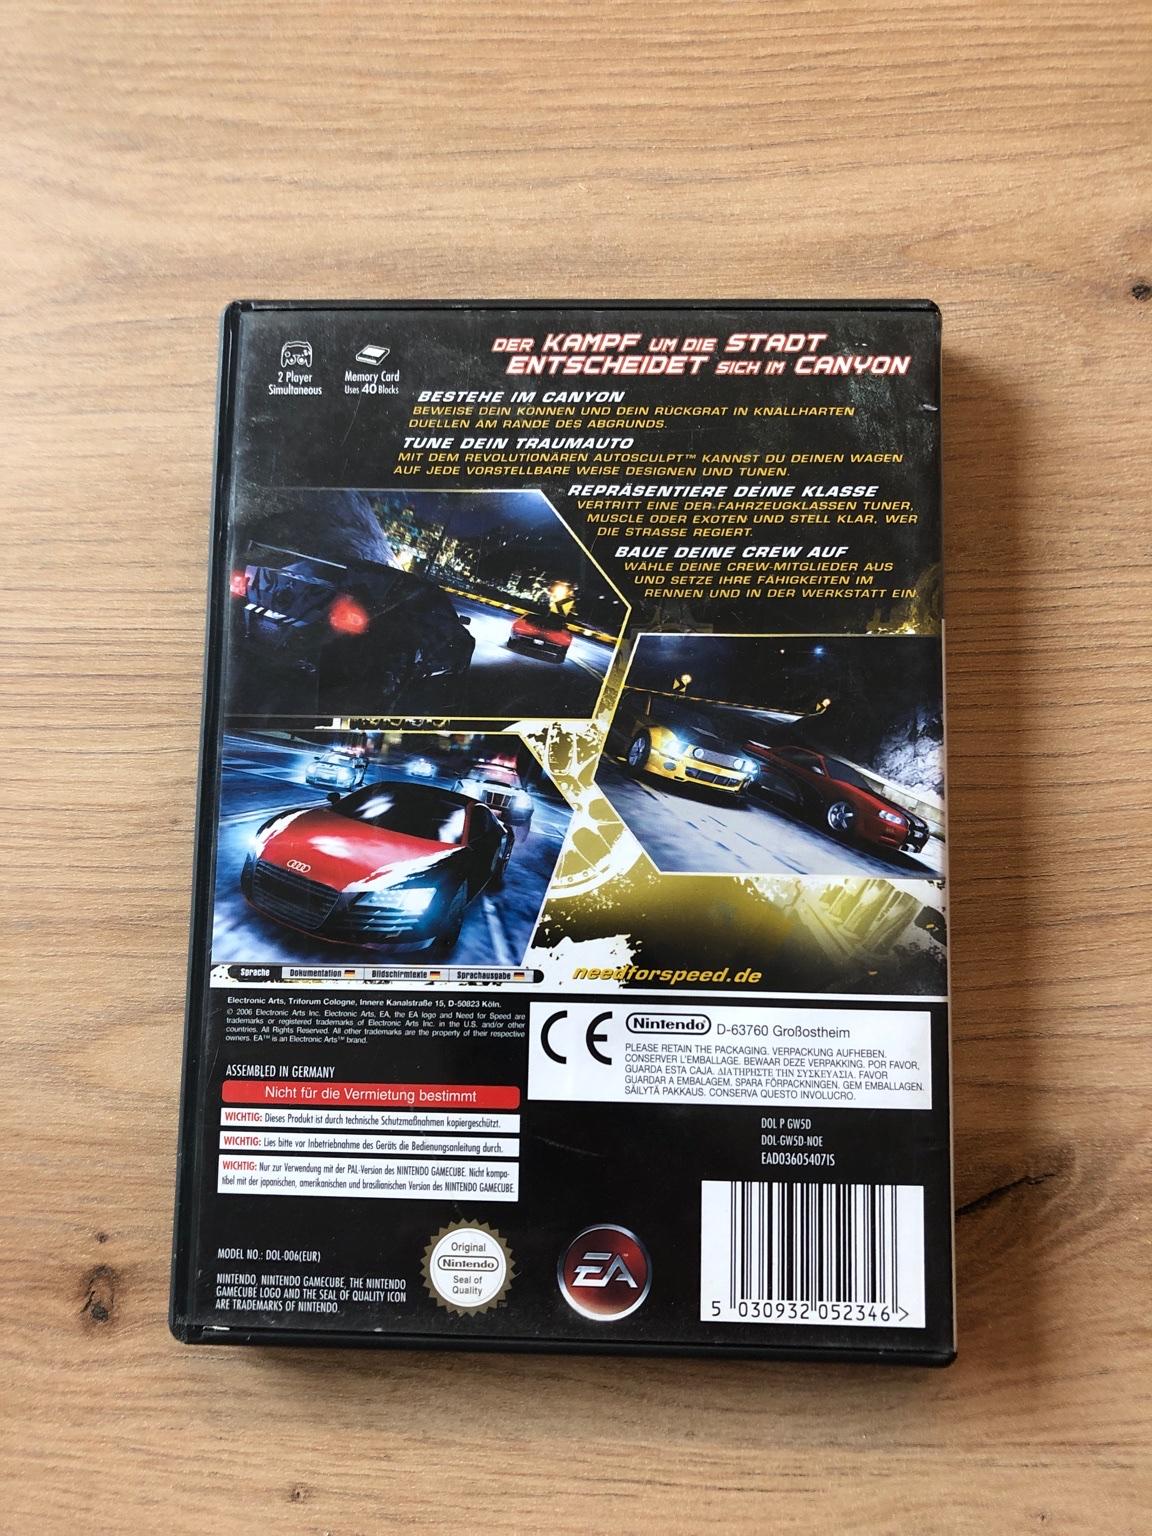 2 Player
Simultaneous
Memory Card
Uses 40 Blocks
DER KAMPF UM DIE STADT
ENTSCHEIDET SICH IM CANYON
BESTEHE IM CANYON
BEWEISE DEIN KÖNNEN UND DEIN RÜCKGRAT IN KNALLHARTEN
DUELLEN AM RANDE DES ABGRUNDS.
TUNE DEIN TRAUMAUTO
MIT DEM REVOLUTIONÄREN AUTOSCULPT™ KANNST DU DEINEN WAGEN
AUF JEDE VORSTELLBARE WEISE DESIGNEN UND TUNEN.
REPRÄSENTIERE DEINE KLASSE
VERTRITT EINE DER FAHRZEUGKLASSEN TUNER,
MUSCLE ODER EXOTEN UND STELL KLAR, WER
DIE STRASSE REGIERT.
BAUE DEINE CREW AUF
WÄHLE DEINE CREW-MITGLIEDER AUS
UND SETZE IHRE FÄHIGKEITEN IM
RENNEN UND IN DER WERKSTATT EIN.
Sprache Dokumentation Bildschirmtexte Sprachausgabe
needforspeed.de
Electronic Arts, Triforum Cologne, Innere Kanalstraße 15, D-50823 Köln.
© 2006 Electronic Arts Inc. Electronic Arts, EA, the EA logo and Need for Speed are
trademarks or registered trademarks of Electronic Arts Inc. in the U.S. and/or other
countries. All Rights Reserved. All other trademarks are the property of their respective
owners. EA™ is an Electronic Arts™ brand.
ASSEMBLED IN GERMANY
Nicht für die Vermietung bestimmt
WICHTIG: Dieses Produkt ist durch technische Schutzmaßnahmen kopiergeschützt.
WICHTIG: Lies bitte vor Inbetriebnahme des Geräts die Bedienungsanleitung durch.
WICHTIG: Nur zur Verwendung mit der PAL-Version des NINTENDO GAMECUBE. Nicht kompa-
tibel mit der japanischen, amerikanischen und brasilianischen Version des NINTENDO GAMECUBE.
CE Nintendo D-63760 Großostheim
PLEASE RETAIN THE PACKAGING. VERPACKUNG AUFHEBEN.
CONSERVER L'EMBALLAGE. BEWAAR DEZE VERPAKKING. POR FAVOR,
GUARDA ESTA CAJA. ΔΙΑΤΗΡΗΣΤΕ ΤΗΝ ΣΥΣΚΕΥΑΣΙΑ. FAVOR
GUARDAR A EMBALAGEM. SPARA FÖRPACKNINGEN. GEM EMBALLAGEN.
SÄILYTÄ PAKKAUS. CONSERVA QUESTO INVOLUCRO.
DOL P GW5D
DOL-GW5D-NOE
EAD03605407IS
MODEL NO.: DOL-006(EUR)
NINTENDO, NINTENDO GAMECUBE, THE NINTENDO
GAMECUBE LOGO AND THE SEAL OF QUALITY ICON
ARE TRADEMARKS OF NINTENDO.
Original
Nintendo
Seal of
Quality
TM
EA
5 030932 052346 >